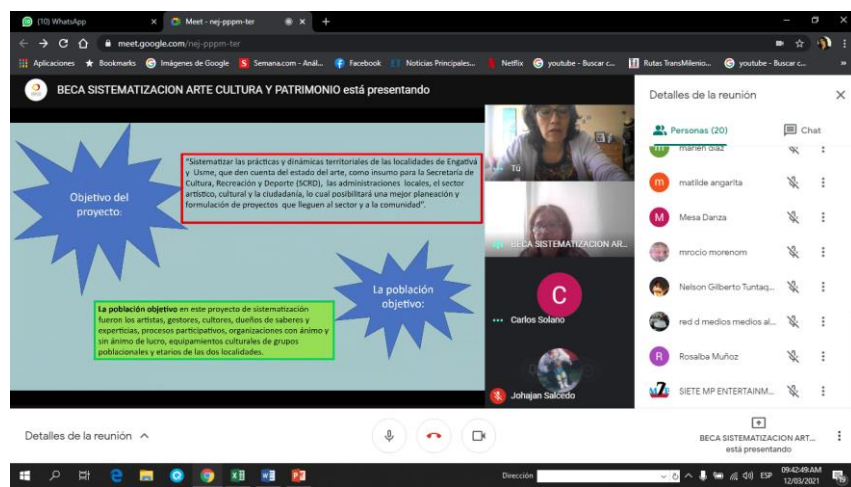 (10) WhatsApp
Meet - nej-pppm-ter
meet.google.com/nej-pppm-ter
Aplicaciones
Bookmarks
Imágenes de Google
Semana.com - Anál...
Facebook
Noticias Principales...
Netflix
youtube - Buscar c...
Rutas TransMilenio...
youtube - Buscar c...
BECA SISTEMATIZACION ARTE CULTURA Y PATRIMONIO está presentando
Objetivo del
proyecto:
"Sistematizar las prácticas y dinámicas territoriales de las localidades de Engativá
y Usme, que den cuenta del estado del arte, como insumo para la Secretaría de
Cultura, Recreación y Deporte (SCRD), las administraciones locales, el sector
artístico, cultural y la ciudadanía, lo cual posibilitará una mejor planeación y
formulación de proyectos que lleguen al sector y a la comunidad".
La población
objetivo:
La población objetivo en este proyecto de sistematización
fueron los artistas, gestores, cultores, dueños de saberes y
experticias, procesos participativos, organizaciones con ánimo y
sin ánimo de lucro, equipamientos culturales de grupos
poblacionales y etarios de las dos localidades.
Tú
BECA SISTEMATIZACION AR...
C
Carlos Solano
Johajan Salcedo
Detalles de la reunión
Personas (20)
Chat
marlen diaz
m
matilde angarita
M
Mesa Danza
mrocio morenom
Nelson Gilberto Tuntaq...
red d medios medios al...
R
Rosalba Muñoz
SIETE MP ENTERTAINM...
Detalles de la reunión
BECA SISTEMATIZACION ART...
está presentando
Dirección
ESP
09:42:49 AM
12/03/2021